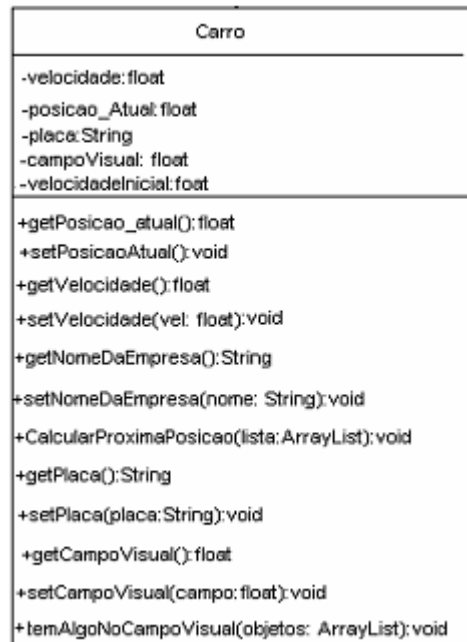 Carro
-velocidade:float
-posicao_Atual:float
-placa:String
-campoVisual: float
-velocidadeInicial:foat
+getPosicao_atual():float
+setPosicaoAtual():void
+getVelocidade():float
+setVelocidade(vel: float):void
+getNomeDaEmpresa():String
+setNomeDaEmpresa(nome: String):void
+CalcularProximaPosicao(lista:ArrayList):void
+getPlaca():String
+setPlaca(placa:String):void
+getCampoVisual():float
+setCampoVisual(campo:float):void
+temAlgoNoCampoVisual(objetos: ArrayList):void